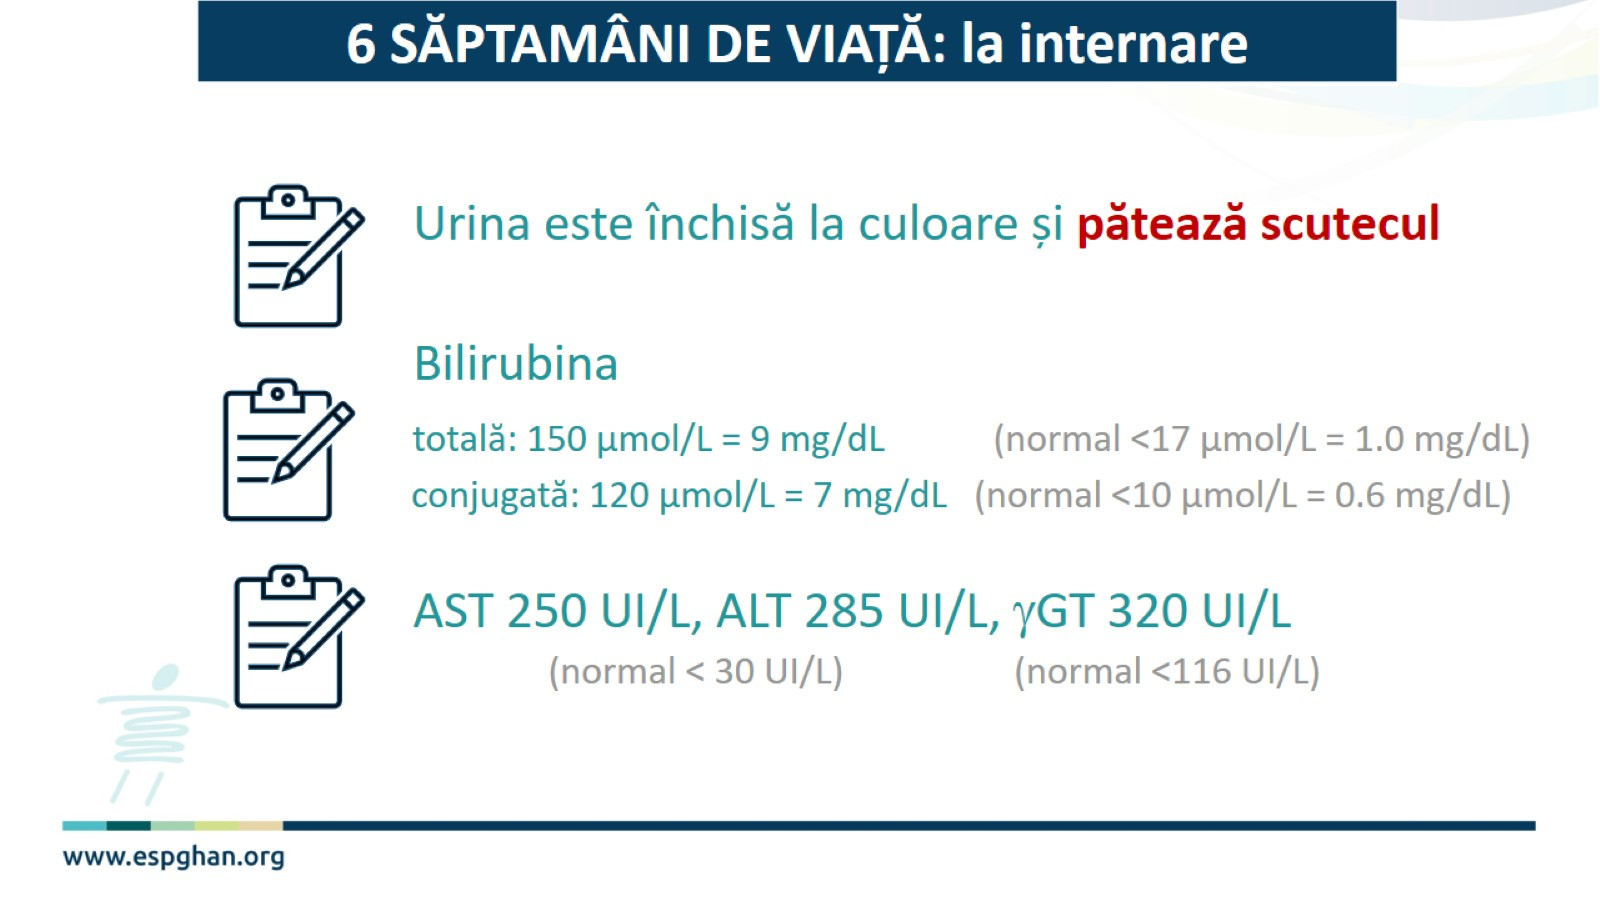 6 SĂPTAMÂNI DE VIAȚĂ: la internare
Urina este închisă la culoare și pătează scutecul
Bilirubina
totală: 150 µmol/L = 9 mg/dL (normal <17 µmol/L = 1.0 mg/dL)
conjugată: 120 µmol/L = 7 mg/dL (normal <10 µmol/L = 0.6 mg/dL)
AST 250 UI/L, ALT 285 UI/L, γGT 320 UI/L
(normal < 30 UI/L) (normal <116 UI/L)
www.espghan.org